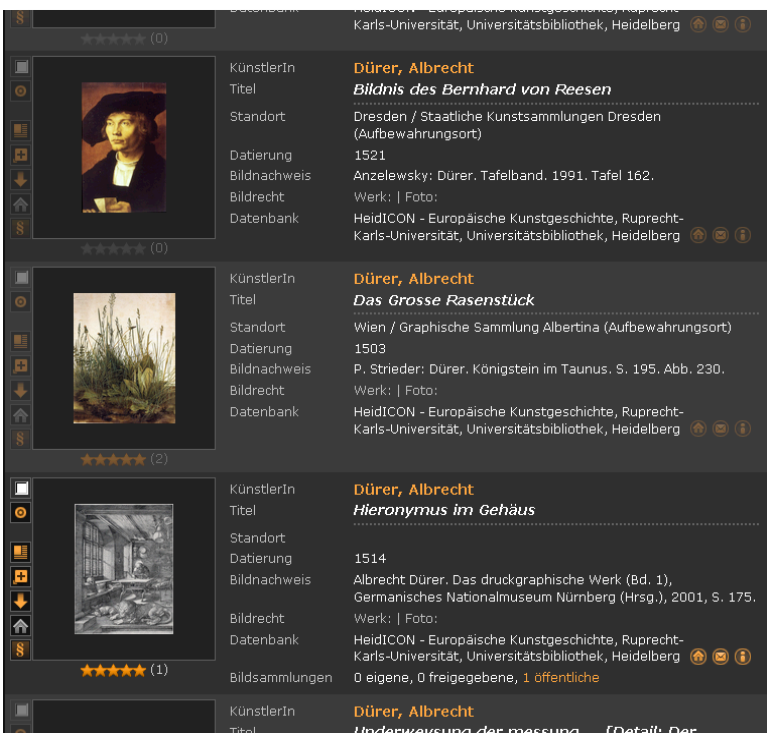 Karls-Universität, Universitätsbibliothek, Heidelberg
(0)
KünstlerIn Dürer, Albrecht
Titel Bildnis des Bernhard von Reesen
Standort Dresden / Staatliche Kunstsammlungen Dresden
(Aufbewahrungsort)
Datierung 1521
Bildnachweis Anzelewsky: Dürer. Tafelband. 1991. Tafel 162.
Bildrecht Werk: | Foto:
Datenbank HeidICON - Europäische Kunstgeschichte, Ruprecht-
Karls-Universität, Universitätsbibliothek, Heidelberg
(0)
KünstlerIn Dürer, Albrecht
Titel Das Grosse Rasenstück
Standort Wien / Graphische Sammlung Albertina (Aufbewahrungsort)
Datierung 1503
Bildnachweis P. Strieder: Dürer. Königstein im Taunus. S. 195. Abb. 230.
Bildrecht Werk: | Foto:
Datenbank HeidICON - Europäische Kunstgeschichte, Ruprecht-
Karls-Universität, Universitätsbibliothek, Heidelberg
(2)
KünstlerIn Dürer, Albrecht
Titel Hieronymus im Gehäus
Standort
Datierung 1514
Bildnachweis Albrecht Dürer. Das druckgraphische Werk (Bd. 1),
Germanisches Nationalmuseum Nürnberg (Hrsg.), 2001, S. 175.
Bildrecht Werk: | Foto:
Datenbank HeidICON - Europäische Kunstgeschichte, Ruprecht-
Karls-Universität, Universitätsbibliothek, Heidelberg
(1)
Bildsammlungen 0 eigene, 0 freigegebene, 1 öffentliche
KünstlerIn Dürer, Albrecht
Titel Underweysung der messung ... [Detail: Der